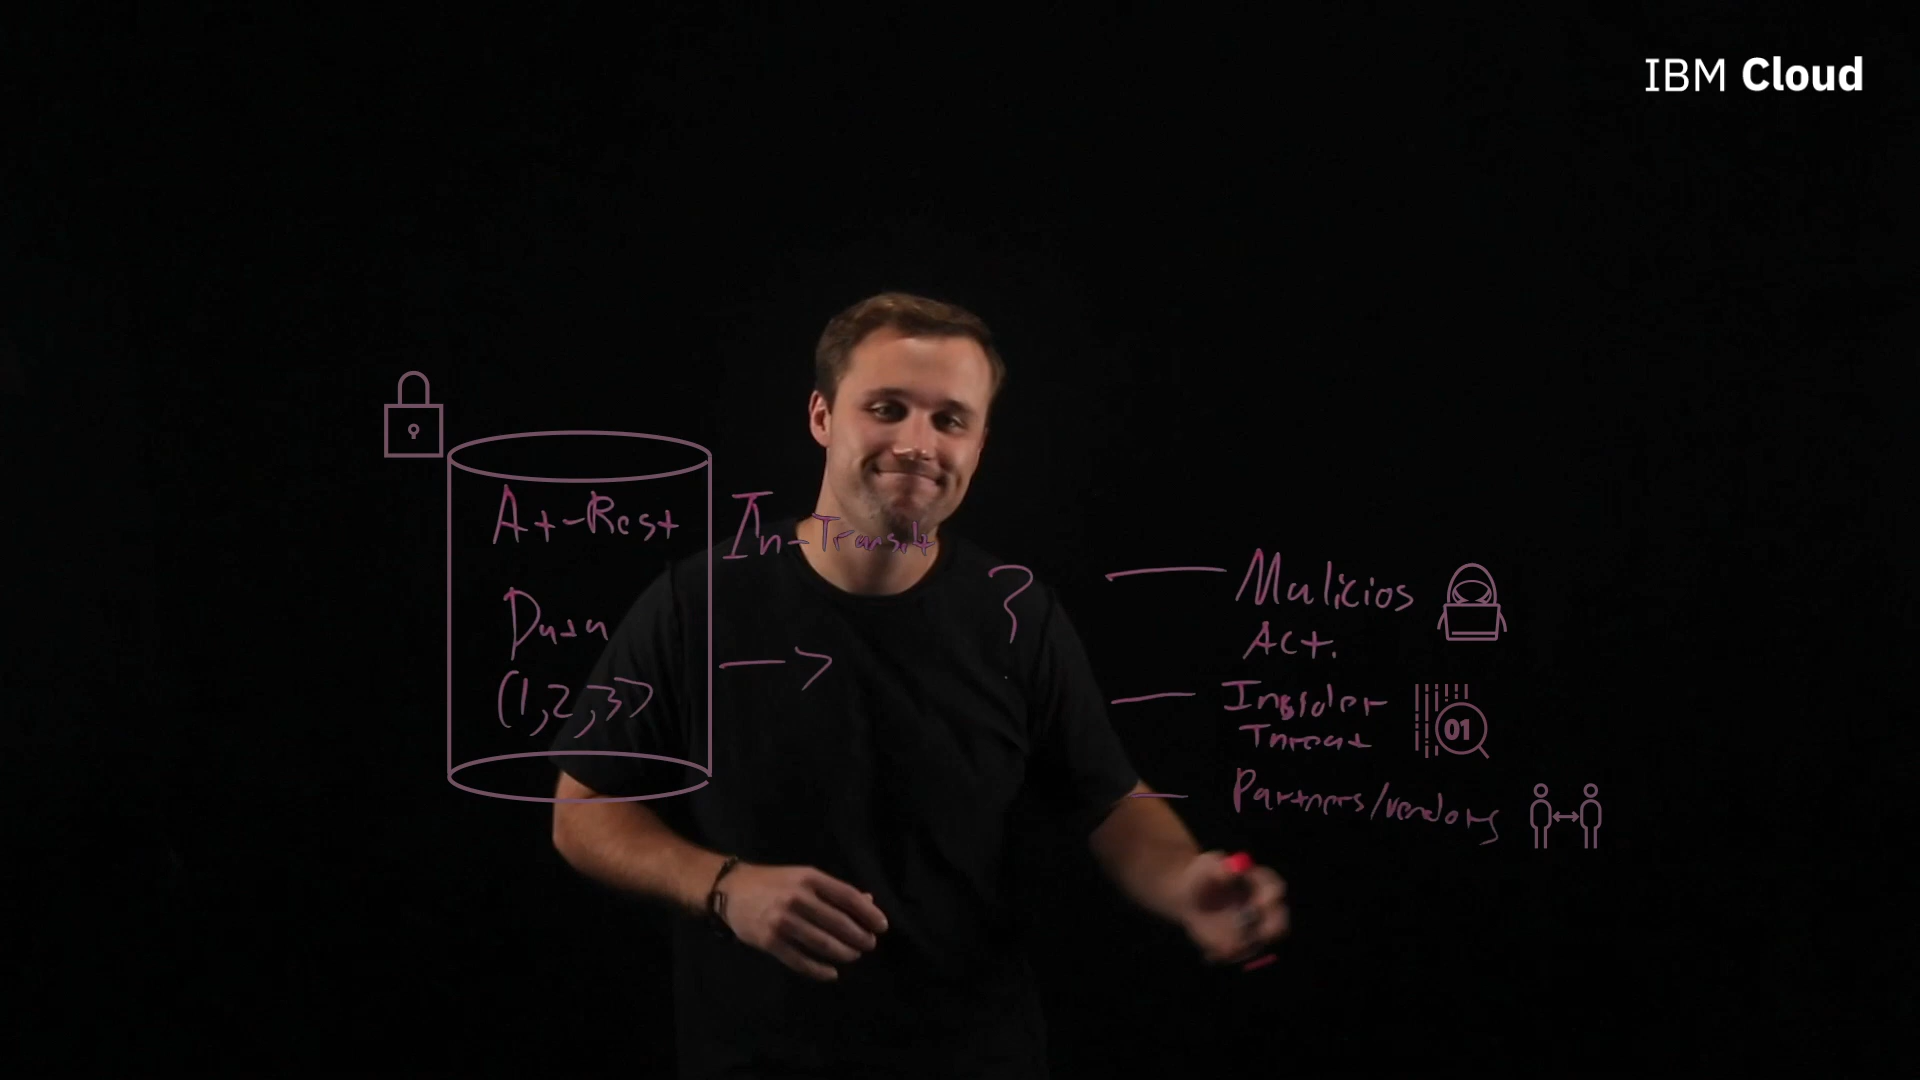 IBM Cloud
At-Rest
Data
(1,2,3)
In-Transit
?
Malicios
Act.
Insider
Threat
Partners/vendors
01